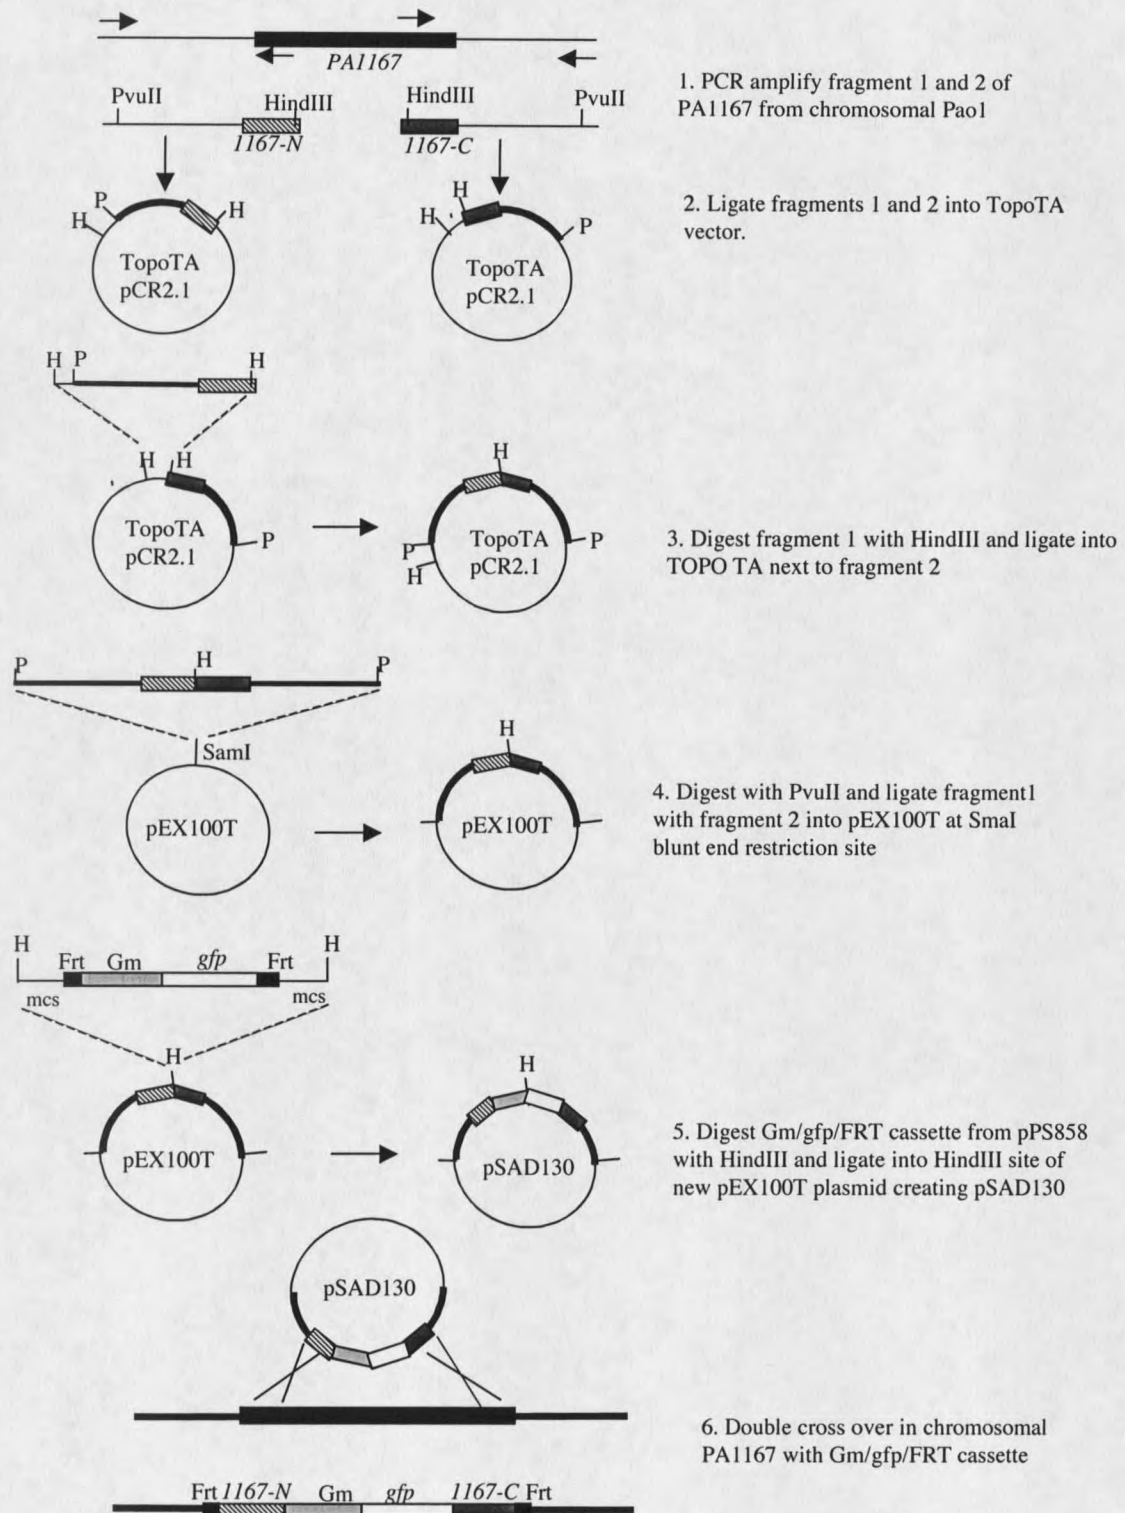 PA1167
1. PCR amplify fragment 1 and 2 of
PA1167 from chromosomal Pao1
PvuII
HindIII
HindIII
PvuII
1167-N
1167-C
2. Ligate fragments 1 and 2 into TopoTA
vector.
P
H
H
TopoTA
pCR2.1
H
H
P
TopoTA
pCR2.1
H P
H
H H
P
TopoTA
pCR2.1
H
P
H
P
TopoTA
pCR2.1
3. Digest fragment 1 with HindIII and ligate into
TOPO TA next to fragment 2
P
H
P
SamI
pEX100T
H
pEX100T
4. Digest with PvuII and ligate fragment1
with fragment 2 into pEX100T at SmaI
blunt end restriction site
H
H
Frt Gm gfp Frt
mcs
mcs
H
pEX100T
H
pSAD130
5. Digest Gm/gfp/FRT cassette from pPS858
with HindIII and ligate into HindIII site of
new pEX100T plasmid creating pSAD130
pSAD130
6. Double cross over in chromosomal
PA1167 with Gm/gfp/FRT cassette
Frt 1167-N Gm gfp 1167-C Frt